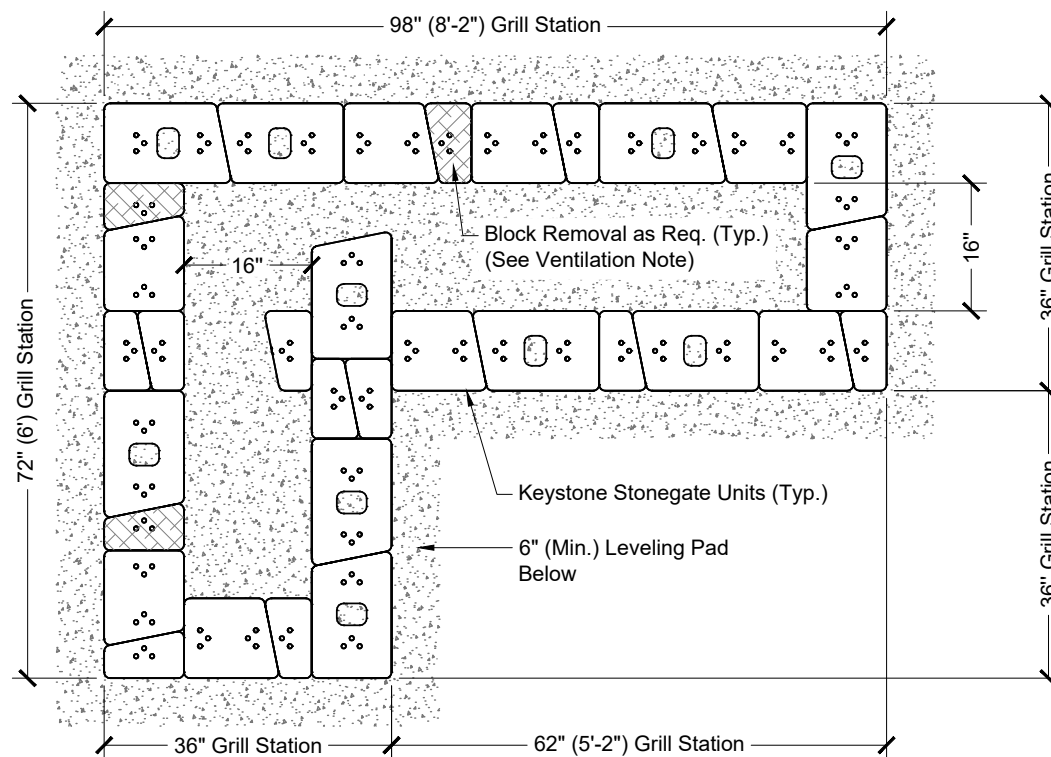 98" (8'-2") Grill Station
Block Removal as Req. (Typ.)
(See Ventilation Note)
16"
16"
36" Grill Station
72" (6') Grill Station
Keystone Stonegate Units (Typ.)
6" (Min.) Leveling Pad
Below
36" Grill Station
36" Grill Station
62" (5'-2") Grill Station